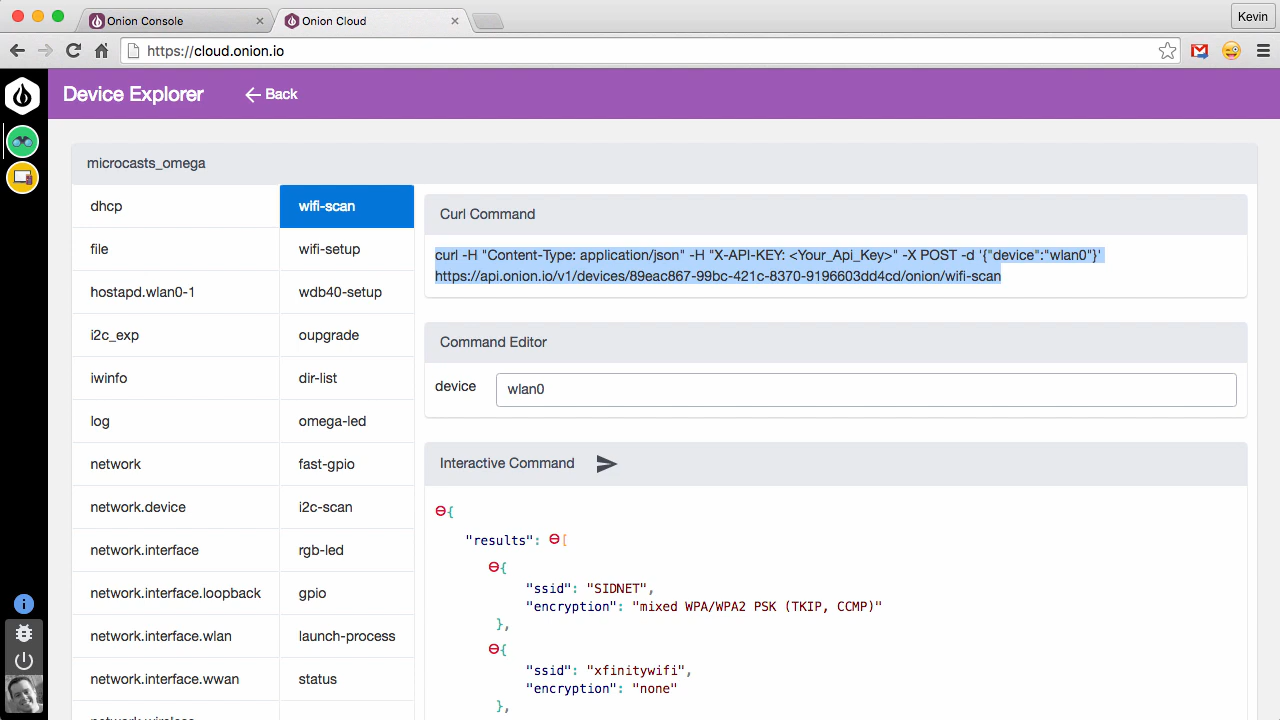 Onion Console
Onion Cloud
Kevin
https://cloud.onion.io
Device Explorer
Back
microcasts_omega
dhcp
file
hostapd.wlan0-1
i2c_exp
iwinfo
log
network
network.device
network.interface
network.interface.loopback
network.interface.wlan
network.interface.wwan
wifi-scan
wifi-setup
wdb40-setup
oupgrade
dir-list
omega-led
fast-gpio
i2c-scan
rgb-led
gpio
launch-process
status
Curl Command
curl -H "Content-Type: application/json" -H "X-API-KEY: <Your_Api_Key>" -X POST -d '{"device":"wlan0"}'
https://api.onion.io/v1/devices/89eac867-99bc-421c-8370-9196603dd4cd/onion/wifi-scan
Command Editor
device
wlan0
Interactive Command
{
"results": [
{
"ssid": "SIDNET",
"encryption": "mixed WPA/WPA2 PSK (TKIP, CCMP)"
},
{
"ssid": "xfinitywifi",
"encryption": "none"
},